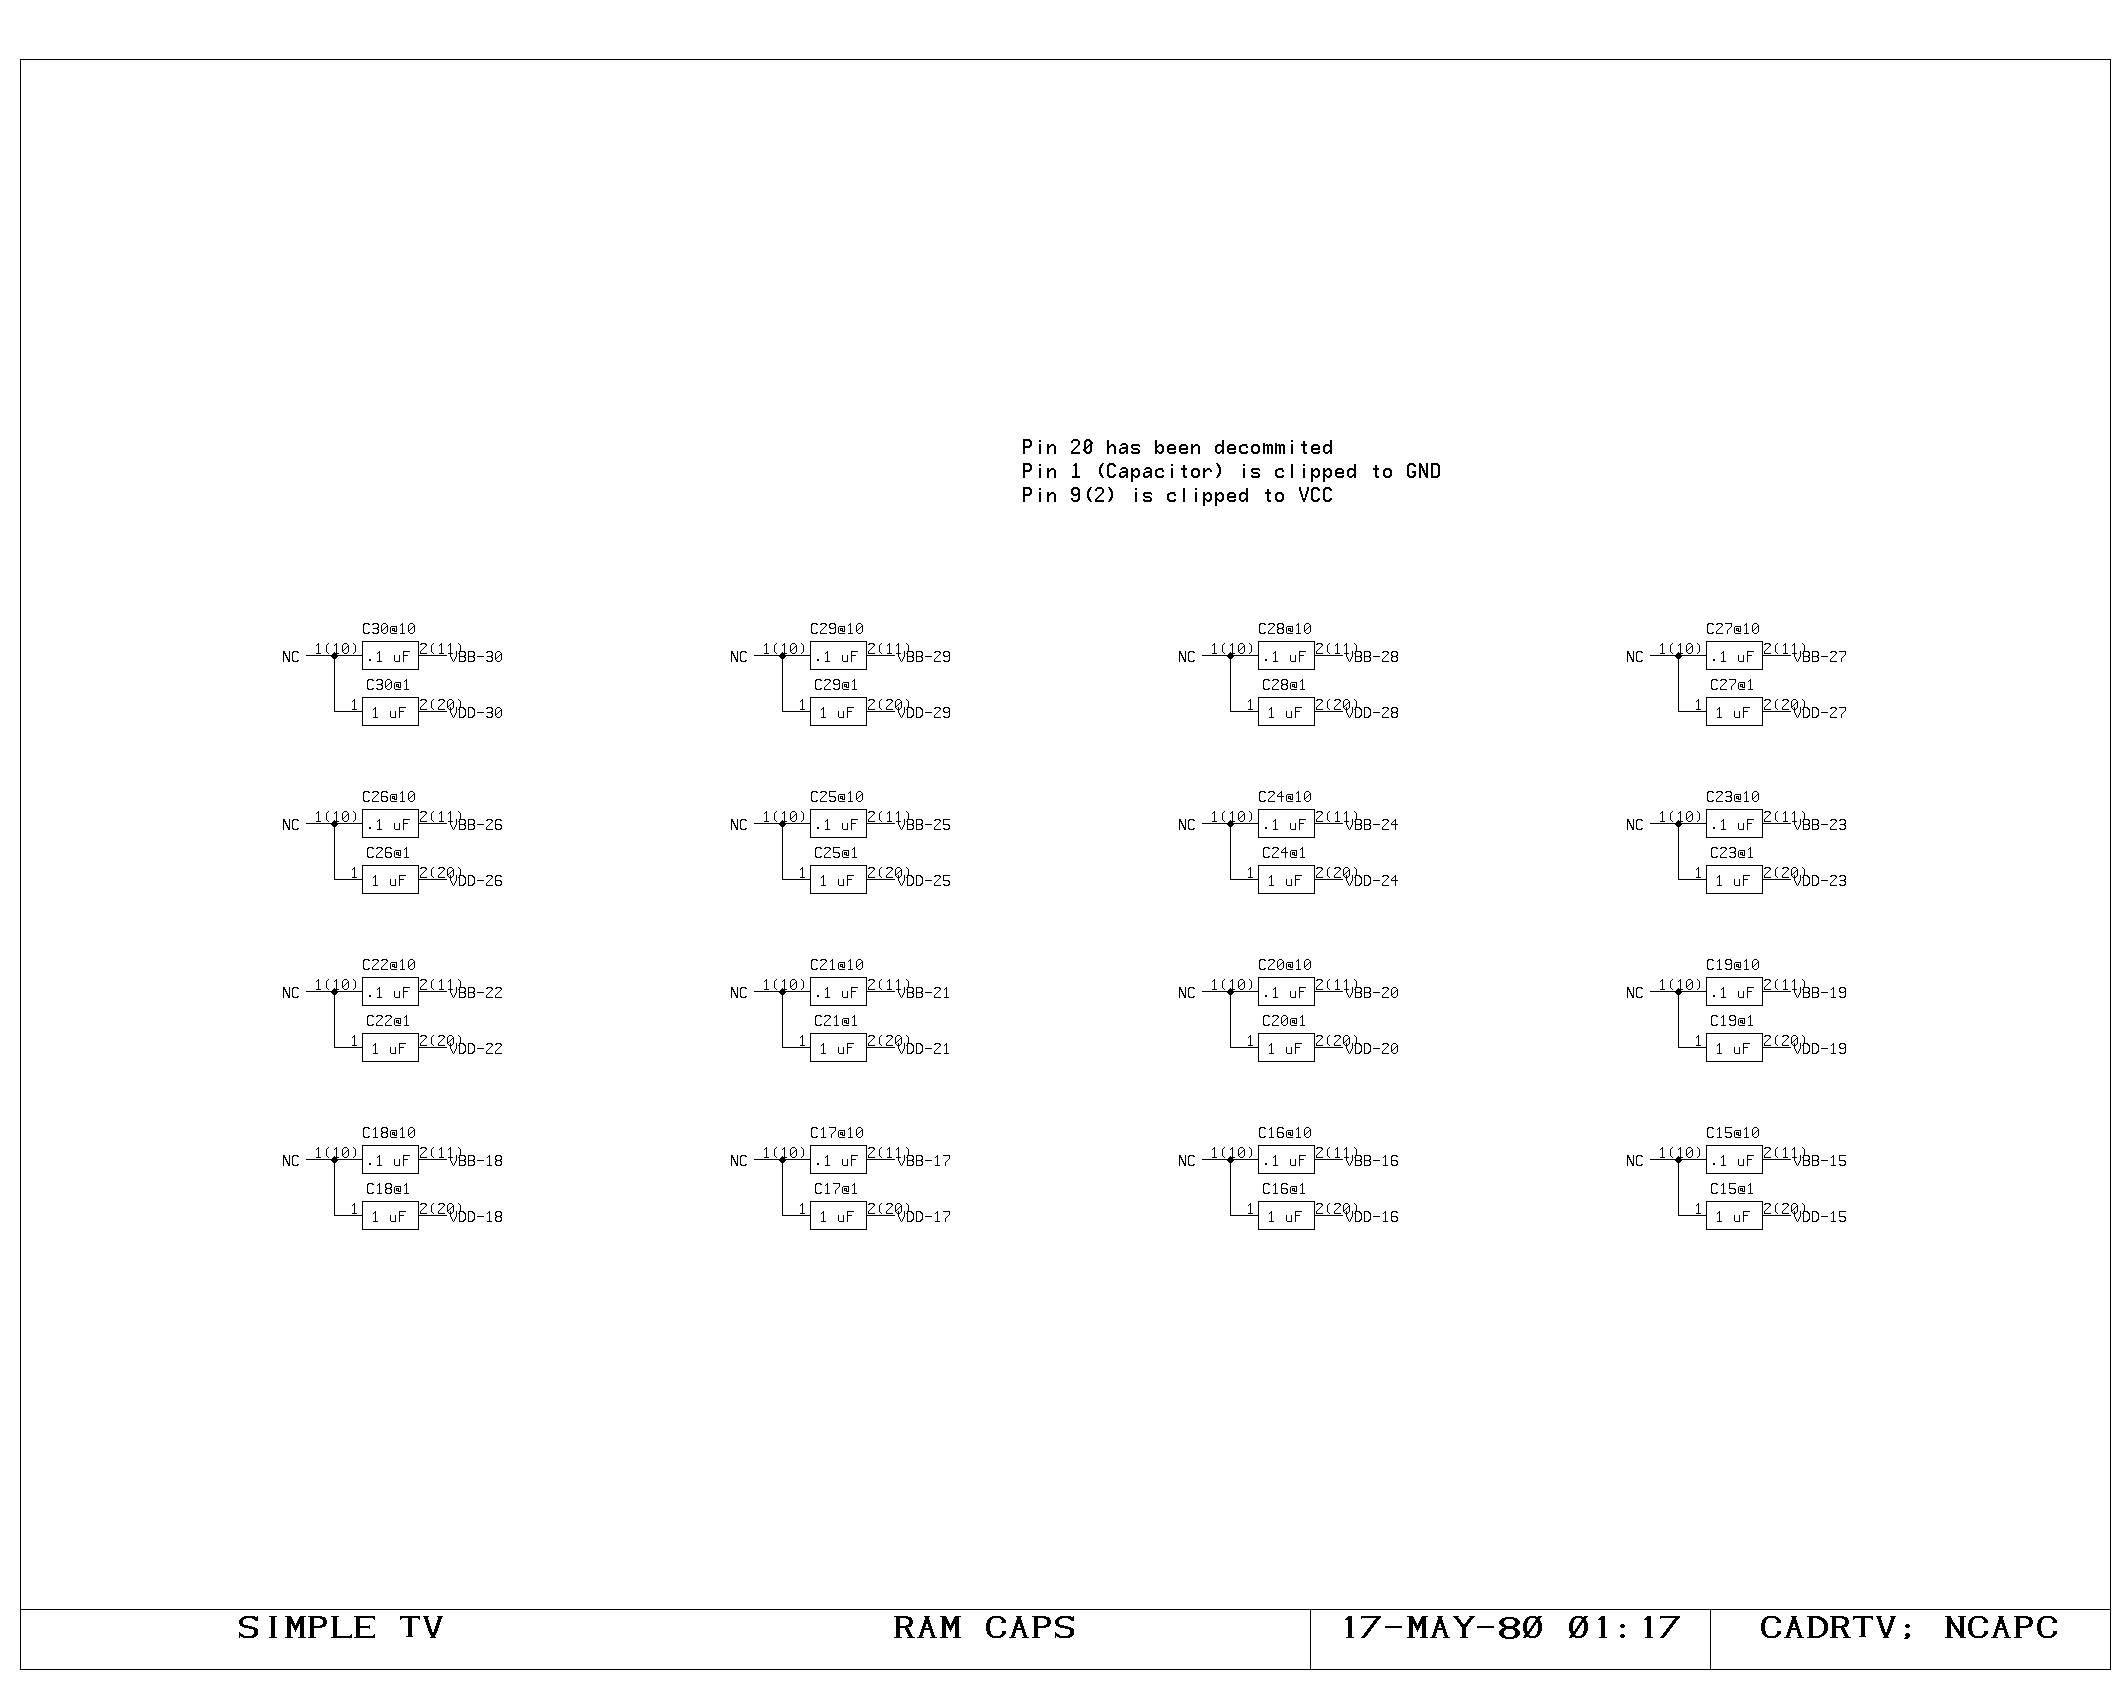 Pin 20 has been decommited
Pin 1 (Capacitor) is clipped to GND
Pin 9(2) is clipped to VCC
C30@10 C29@10 C28@10 C27@10
NC 1(10) .1 uF 2(11) VBB-30 NC 1(10) .1 uF 2(11) VBB-29 NC 1(10) .1 uF 2(11) VBB-28 NC 1(10) .1 uF 2(11) VBB-27
C30@1 C29@1 C28@1 C27@1
1 1 uF 2(20) VDD-30 1 1 uF 2(20) VDD-29 1 1 uF 2(20) VDD-28 1 1 uF 2(20) VDD-27
C26@10 C25@10 C24@10 C23@10
NC 1(10) .1 uF 2(11) VBB-26 NC 1(10) .1 uF 2(11) VBB-25 NC 1(10) .1 uF 2(11) VBB-24 NC 1(10) .1 uF 2(11) VBB-23
C26@1 C25@1 C24@1 C23@1
1 1 uF 2(20) VDD-26 1 1 uF 2(20) VDD-25 1 1 uF 2(20) VDD-24 1 1 uF 2(20) VDD-23
C22@10 C21@10 C20@10 C19@10
NC 1(10) .1 uF 2(11) VBB-22 NC 1(10) .1 uF 2(11) VBB-21 NC 1(10) .1 uF 2(11) VBB-20 NC 1(10) .1 uF 2(11) VBB-19
C22@1 C21@1 C20@1 C19@1
1 1 uF 2(20) VDD-22 1 1 uF 2(20) VDD-21 1 1 uF 2(20) VDD-20 1 1 uF 2(20) VDD-19
C18@10 C17@10 C16@10 C15@10
NC 1(10) .1 uF 2(11) VBB-18 NC 1(10) .1 uF 2(11) VBB-17 NC 1(10) .1 uF 2(11) VBB-16 NC 1(10) .1 uF 2(11) VBB-15
C18@1 C17@1 C16@1 C15@1
1 1 uF 2(20) VDD-18 1 1 uF 2(20) VDD-17 1 1 uF 2(20) VDD-16 1 1 uF 2(20) VDD-15
SIMPLE TV RAM CAPS 17-MAY-80 01:17 CADRTV; NCAPC